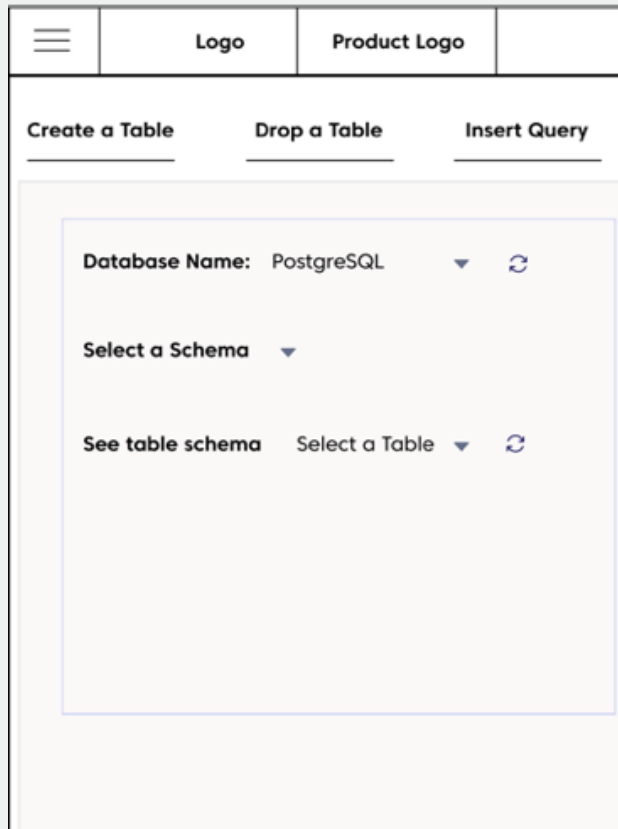 Logo Product Logo
Create a Table Drop a Table Insert Query
Database Name: PostgreSQL
Select a Schema
See table schema Select a Table